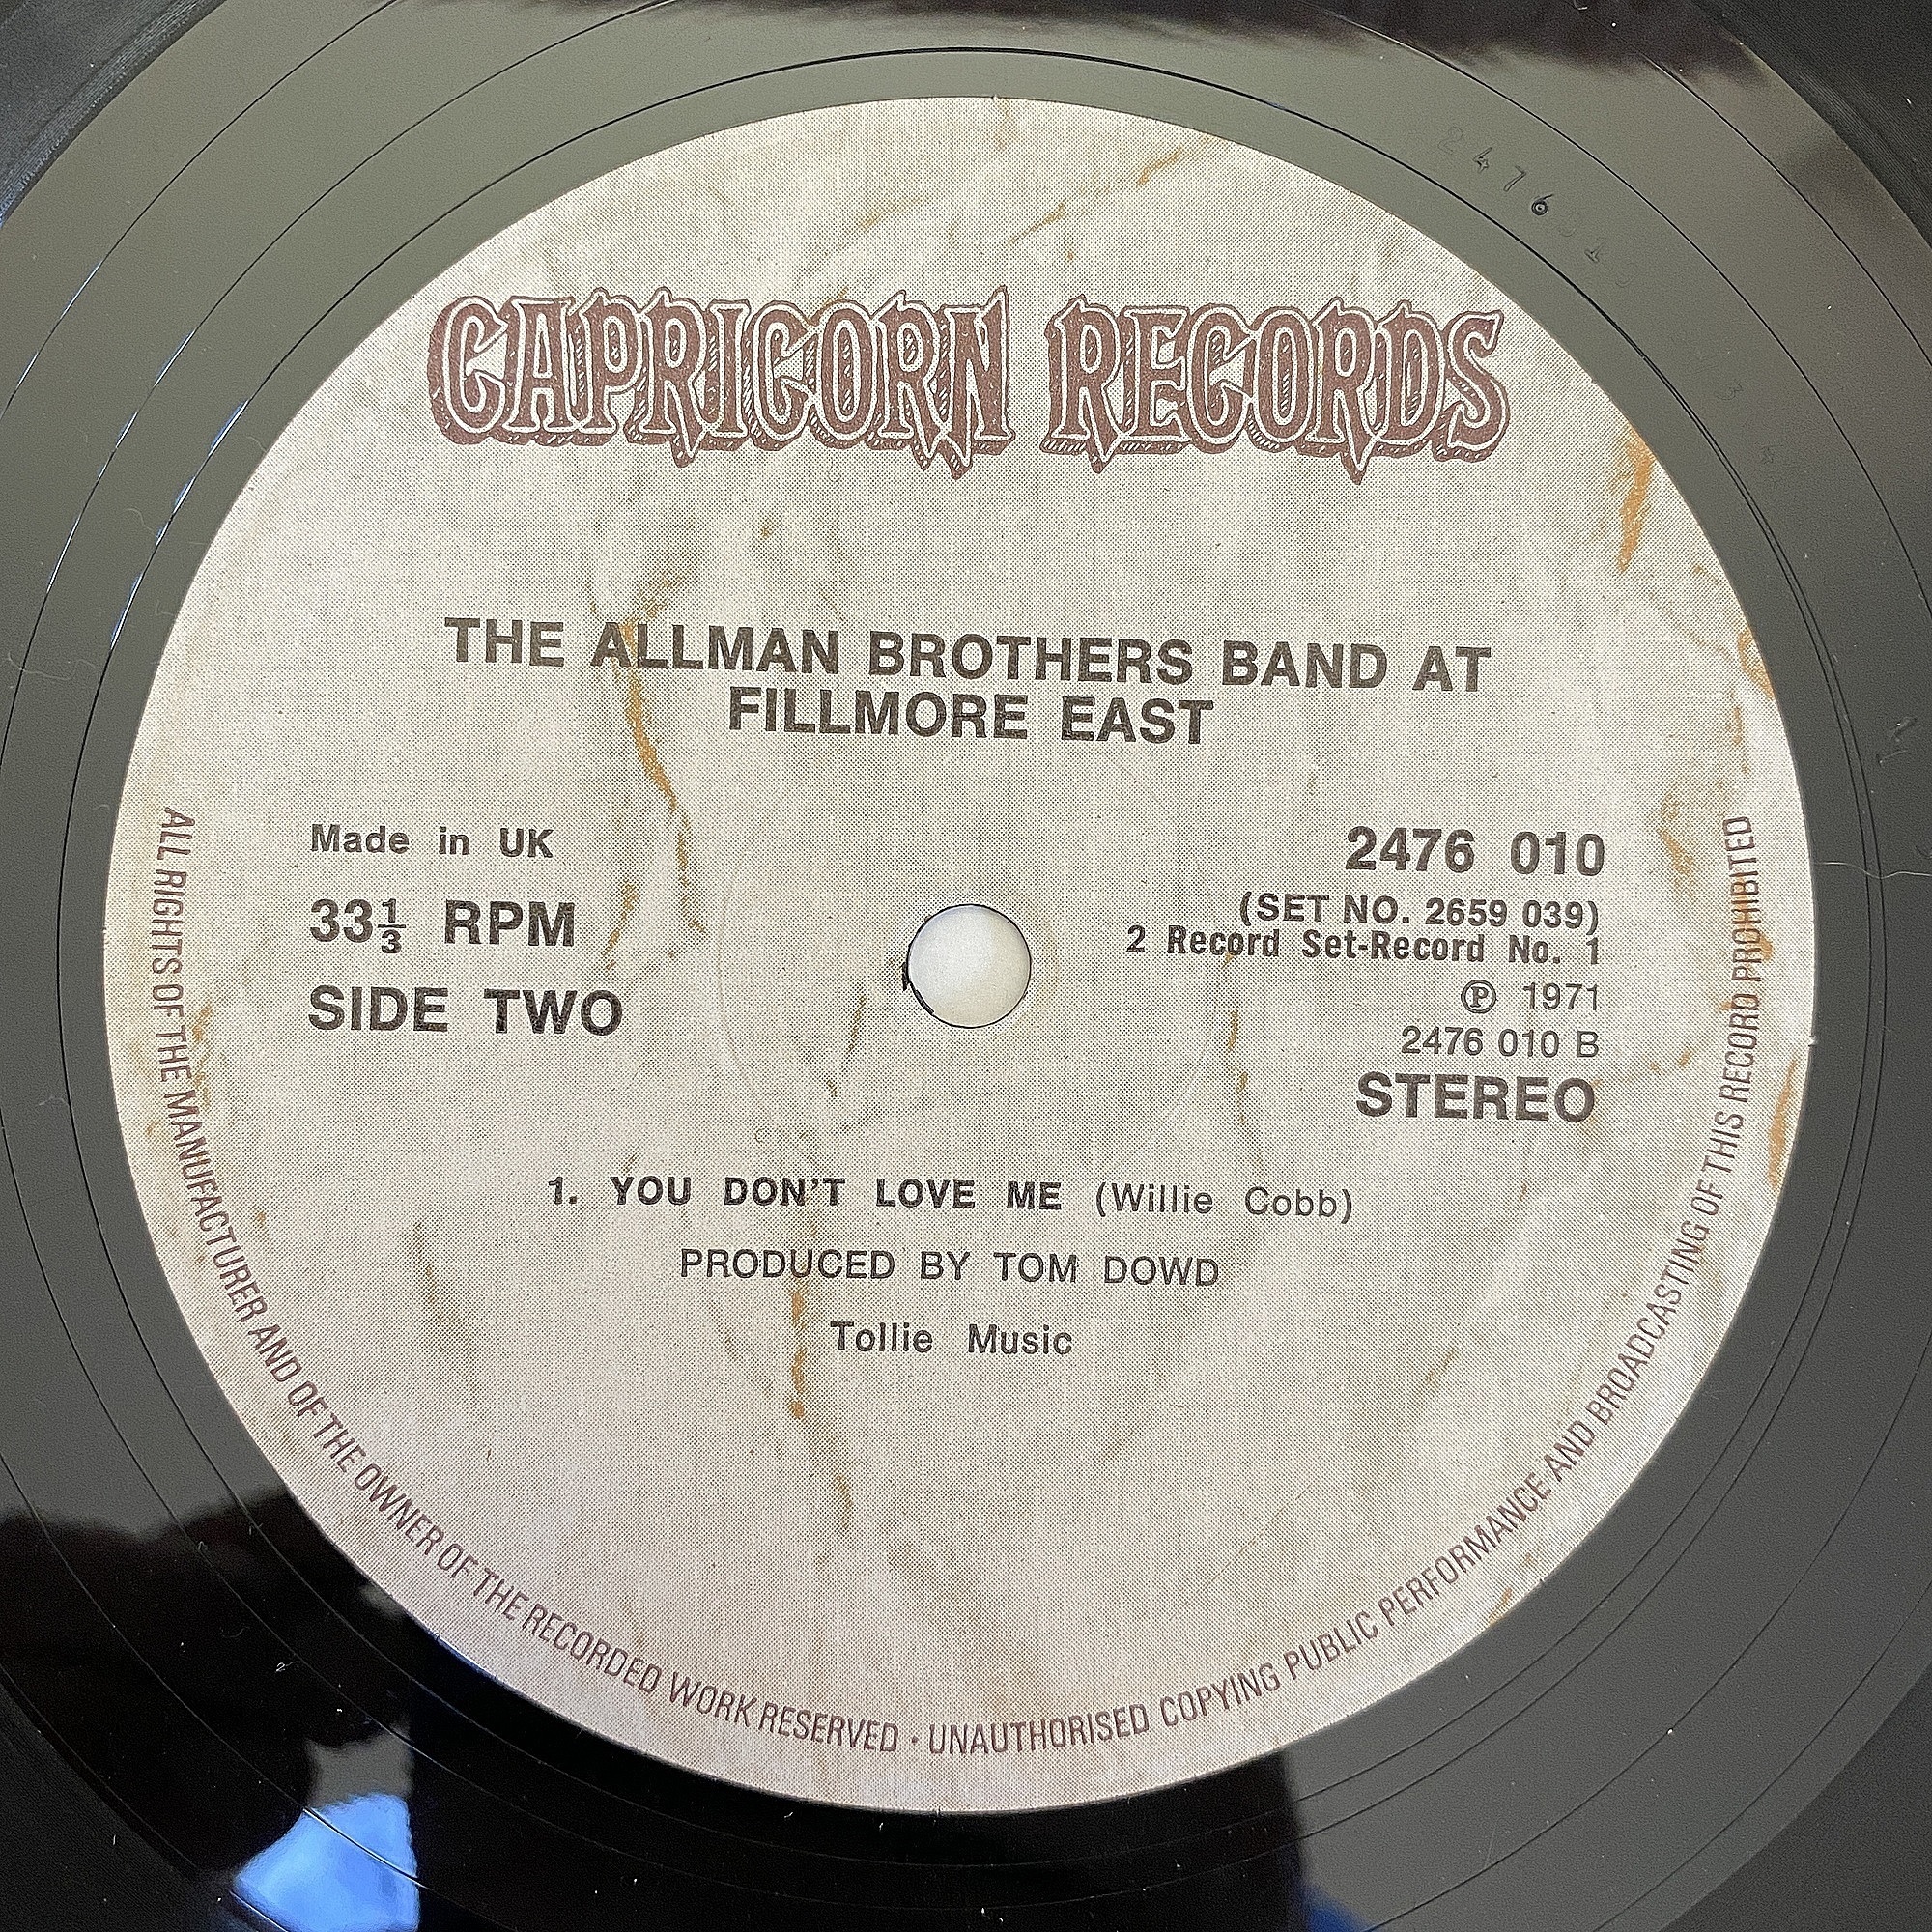 CAPRICORN RECORDS
THE ALLMAN BROTHERS BAND AT
FILLMORE EAST
Made in UK
33⅓ RPM
SIDE TWO
2476 010
(SET NO. 2659 039)
2 Record Set-Record No. 1
℗ 1971
2476 010 B
STEREO
1. YOU DON'T LOVE ME (Willie Cobb)
PRODUCED BY TOM DOWD
Tollie Music
ALL RIGHTS OF THE MANUFACTURER AND OF THE OWNER OF THE RECORDED WORK RESERVED · UNAUTHORISED COPYING PUBLIC PERFORMANCE AND BROADCASTING OF THIS RECORD PROHIBITED